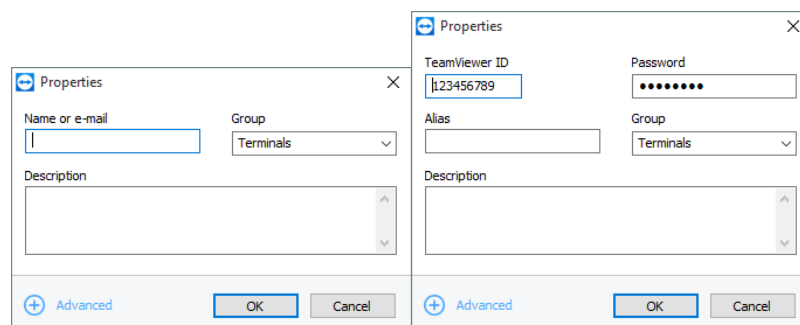 Properties
Name or e-mail
Group
Terminals
Description
Advanced
OK
Cancel
Properties
TeamViewer ID
Password
123456789
••••••••
Alias
Group
Terminals
Description
Advanced
OK
Cancel